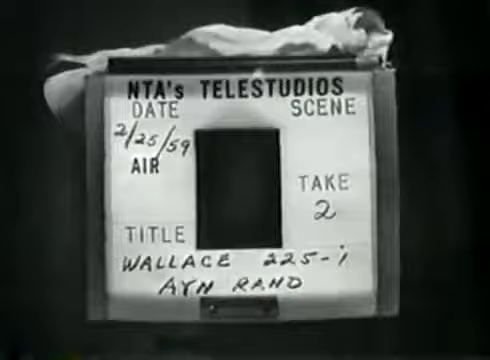 NTA's TELESTUDIOS
DATE SCENE
2/25/59
AIR
TAKE
2
TITLE
WALLACE 225-1
AYN RAND